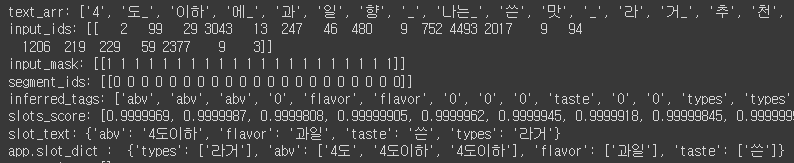 text_arr: ['4', '도_', '이하', '에_', '과', '일', '향', '_', '나는_', '쓴', '맛', '_', '라', '거_', '추', '천',
input_ids: [[ 2 99 29 3043 13 247 46 480 9 752 4493 2017 9 94
1206 219 229 59 2377 9 3]]
input_mask: [[1 1 1 1 1 1 1 1 1 1 1 1 1 1 1 1 1 1 1 1 1]]
segment_ids: [[0 0 0 0 0 0 0 0 0 0 0 0 0 0 0 0 0 0 0 0 0]]
inferred_tags: ['abv', 'abv', 'abv', 'O', 'flavor', 'flavor', 'O', 'O', 'O', 'taste', 'O', 'O', 'types', 'types'
slots_score: [0.9999969, 0.9999987, 0.9999808, 0.99999905, 0.9999962, 0.9999945, 0.9999918, 0.99999845, 0.999999
slot_text: {'abv': '4도이하', 'flavor': '과일', 'taste': '쓴', 'types': '라거'}
app.slot_dict : {'types': ['라거'], 'abv': ['4도', '4도이하', '4도이하'], 'flavor': ['과일'], 'taste': ['쓴']}